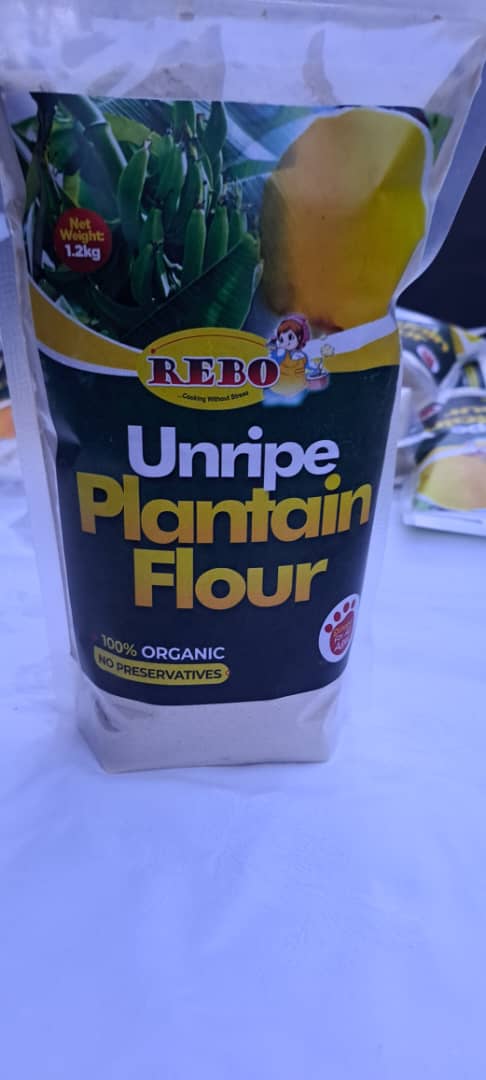 Net
Weight:
1.2kg
REBO
...Cooking Without Stress
Unripe
Plantain
Flour
100% ORGANIC
NO PRESERVATIVES